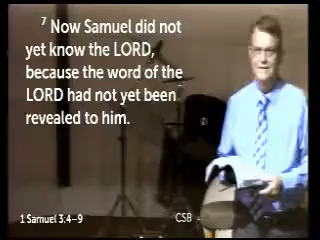 7 Now Samuel did not
yet know the LORD,
because the word of the
LORD had not yet been
revealed to him.
1 Samuel 3:4–9
CSB